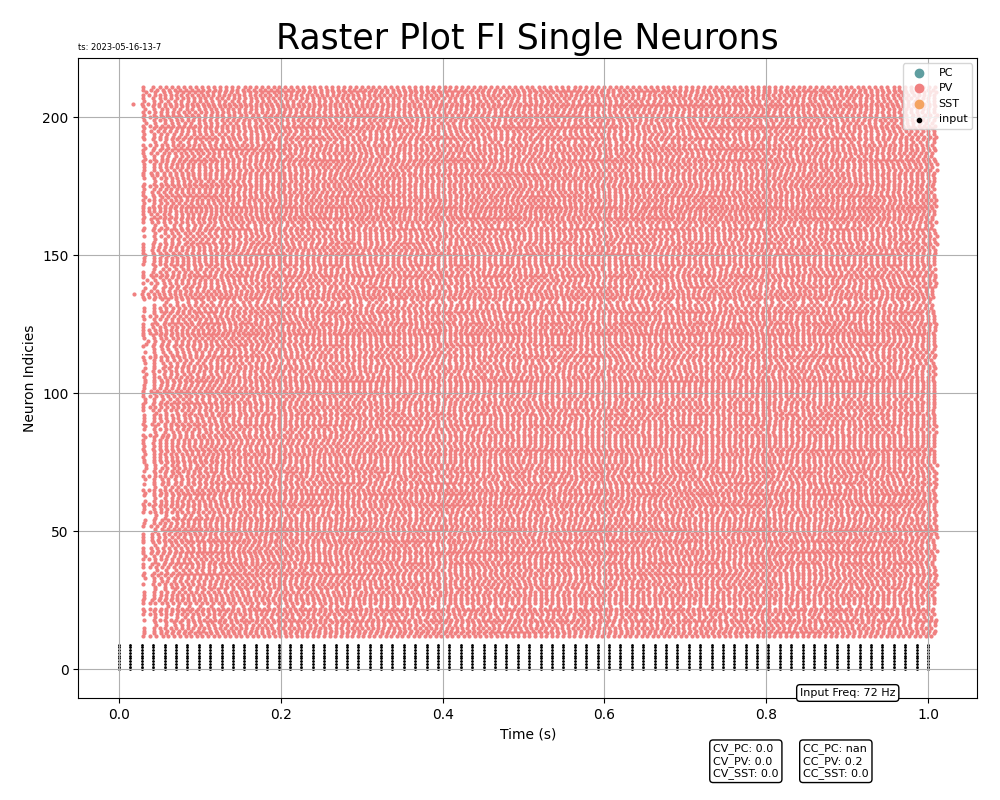 Raster Plot FI Single Neurons
ts: 2023-05-16-13-7
PC
PV
SST
input
200
150
100
50
0
Neuron Indicies
0.0
0.2
0.4
0.6
0.8
1.0
Time (s)
Input Freq: 72 Hz
CV_PC: 0.0
CV_PV: 0.0
CV_SST: 0.0
CC_PC: nan
CC_PV: 0.2
CC_SST: 0.0